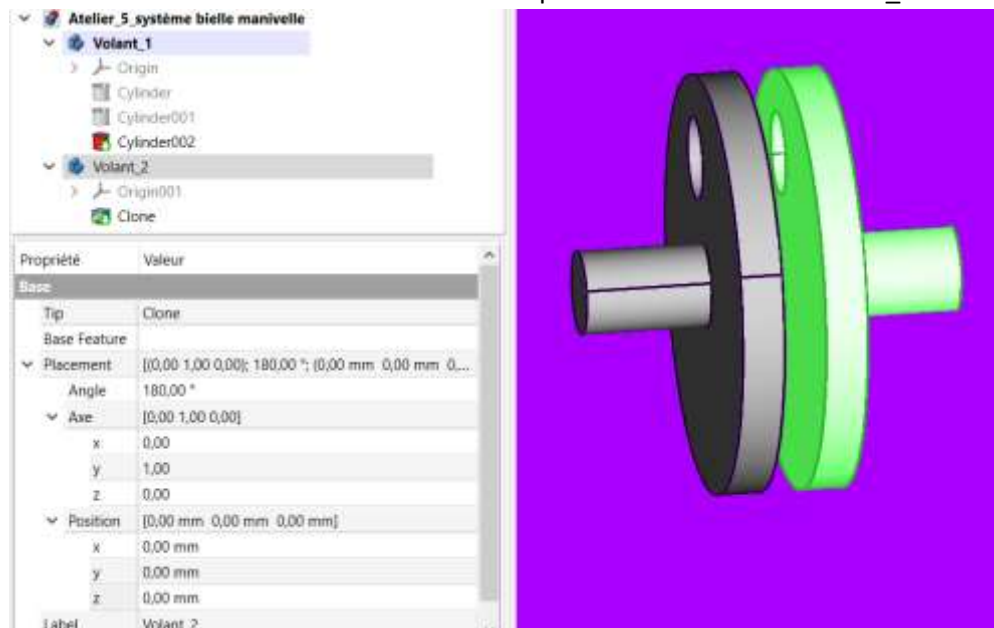 Atelier_5_système bielle manivelle
Volant_1
Origin
Cylinder
Cylinder001
Cylinder002
Volant_2
Origin001
Clone
Propriété Valeur
Base
Tip Clone
Base Feature
Placement [(0,00 1,00 0,00); 180,00 °; (0,00 mm 0,00 mm 0,...
Angle 180,00 °
Axe [0,00 1,00 0,00]
x 0,00
y 1,00
z 0,00
Position [0,00 mm 0,00 mm 0,00 mm]
x 0,00 mm
y 0,00 mm
z 0,00 mm
Label Volant_2